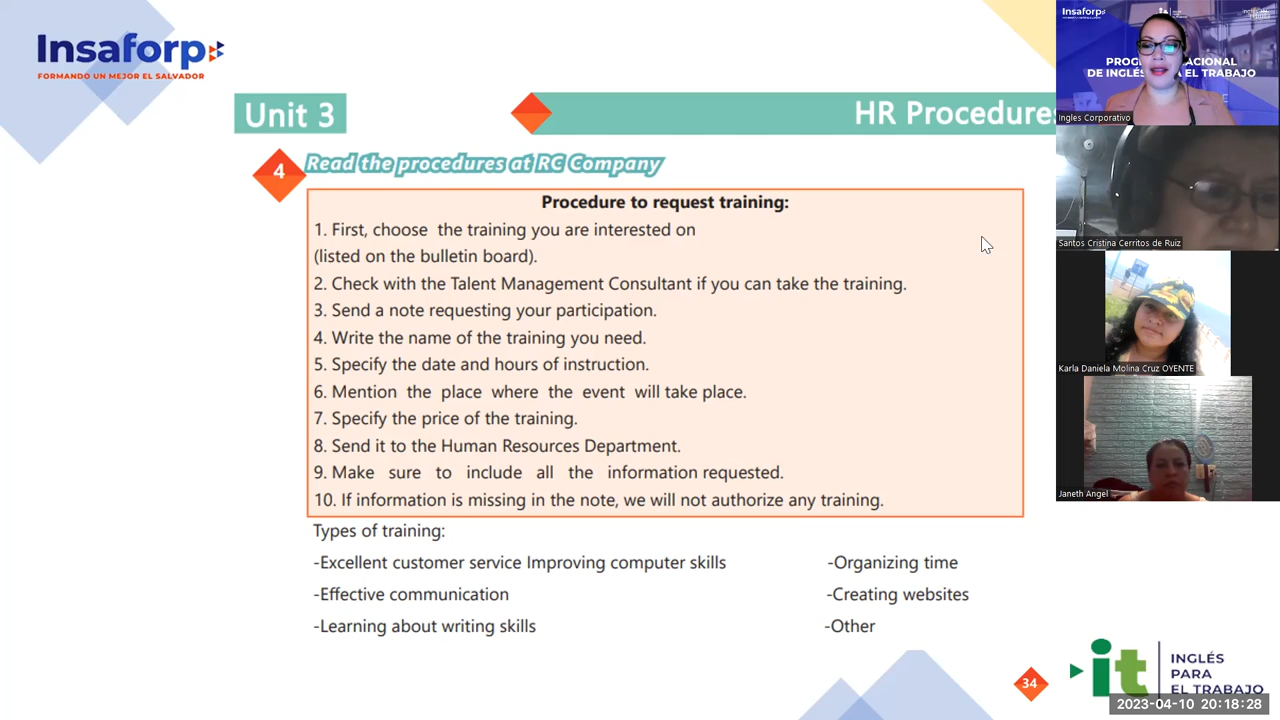 Insaforp
FORMANDO UN MEJOR EL SALVADOR
Unit 3
HR Procedures
4
Read the procedures at RC Company
Procedure to request training:
1. First, choose the training you are interested on
(listed on the bulletin board).
2. Check with the Talent Management Consultant if you can take the training.
3. Send a note requesting your participation.
4. Write the name of the training you need.
5. Specify the date and hours of instruction.
6. Mention the place where the event will take place.
7. Specify the price of the training.
8. Send it to the Human Resources Department.
9. Make sure to include all the information requested.
10. If information is missing in the note, we will not authorize any training.
Types of training:
-Excellent customer service Improving computer skills
-Organizing time
-Effective communication
-Creating websites
-Learning about writing skills
-Other
34
it
INGLÉS
PARA
EL TRABAJO
2023-04-10 20:18:28
Insaforp
it
Ingles Corporativo
Santos Cristina Cerritos de Ruiz
Karla Daniela Molina Cruz OYENTE
Janeth Angel